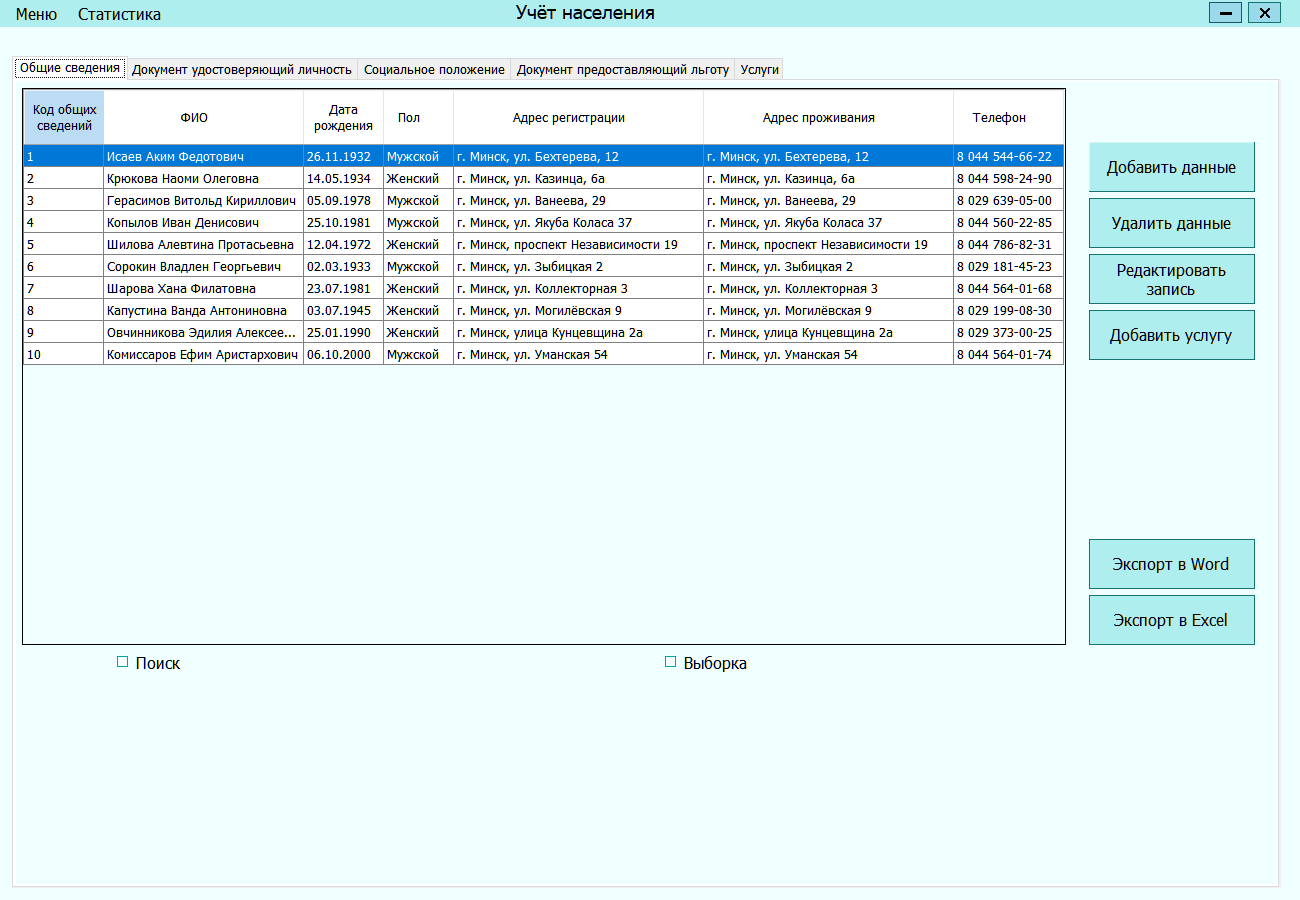 Меню Статистика Учёт населения
Общие сведения Документ удостоверяющий личность Социальное положение Документ предоставляющий льготу Услуги
Код общих сведений ФИО Дата рождения Пол Адрес регистрации Адрес проживания Телефон
1 Исаев Аким Федотович 26.11.1932 Мужской г. Минск, ул. Бехтерева, 12 г. Минск, ул. Бехтерева, 12 8 044 544-66-22
2 Крюкова Наоми Олеговна 14.05.1934 Женский г. Минск, ул. Казинца, 6а г. Минск, ул. Казинца, 6а 8 044 598-24-90
3 Герасимов Витольд Кириллович 05.09.1978 Мужской г. Минск, ул. Ванеева, 29 г. Минск, ул. Ванеева, 29 8 029 639-05-00
4 Копылов Иван Денисович 25.10.1981 Мужской г. Минск, ул. Якуба Коласа 37 г. Минск, ул. Якуба Коласа 37 8 044 560-22-85
5 Шилова Алевтина Протасьевна 12.04.1972 Женский г. Минск, проспект Независимости 19 г. Минск, проспект Независимости 19 8 044 786-82-31
6 Сорокин Владлен Георгьевич 02.03.1933 Мужской г. Минск, ул. Зыбицкая 2 г. Минск, ул. Зыбицкая 2 8 029 181-45-23
7 Шарова Хана Филатовна 23.07.1981 Женский г. Минск, ул. Коллекторная 3 г. Минск, ул. Коллекторная 3 8 044 564-01-68
8 Капустина Ванда Антониновна 03.07.1945 Женский г. Минск, ул. Могилёвская 9 г. Минск, ул. Могилёвская 9 8 029 199-08-30
9 Овчинникова Эдилия Алексее... 25.01.1990 Женский г. Минск, улица Кунцевщина 2а г. Минск, улица Кунцевщина 2а 8 029 373-00-25
10 Комиссаров Ефим Аристархович 06.10.2000 Мужской г. Минск, ул. Уманская 54 г. Минск, ул. Уманская 54 8 044 564-01-74
Добавить данные
Удалить данные
Редактировать
запись
Добавить услугу
Экспорт в Word
Экспорт в Excel
Поиск Выборка